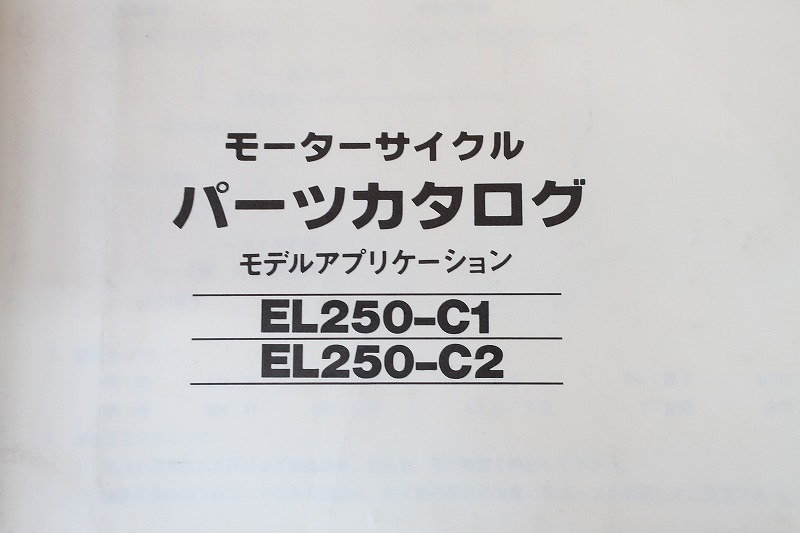 モーターサイクル
パーツカタログ
モデルアプリケーション
EL250-C1
EL250-C2